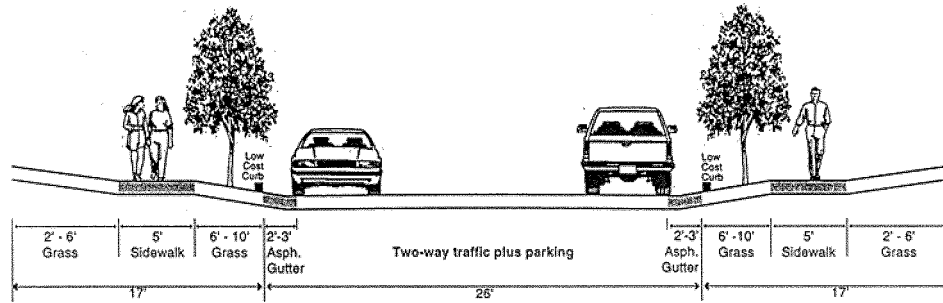 Low
Cost
Curb
Low
Cost
Curb
2' - 6'
Grass
5'
Sidewalk
6' - 10'
Grass
2'-3'
Asph.
Gutter
Two-way traffic plus parking
2'-3'
Asph.
Gutter
6' -10'
Grass
5'
Sidewalk
2' - 6'
Grass
17'
26'
17'